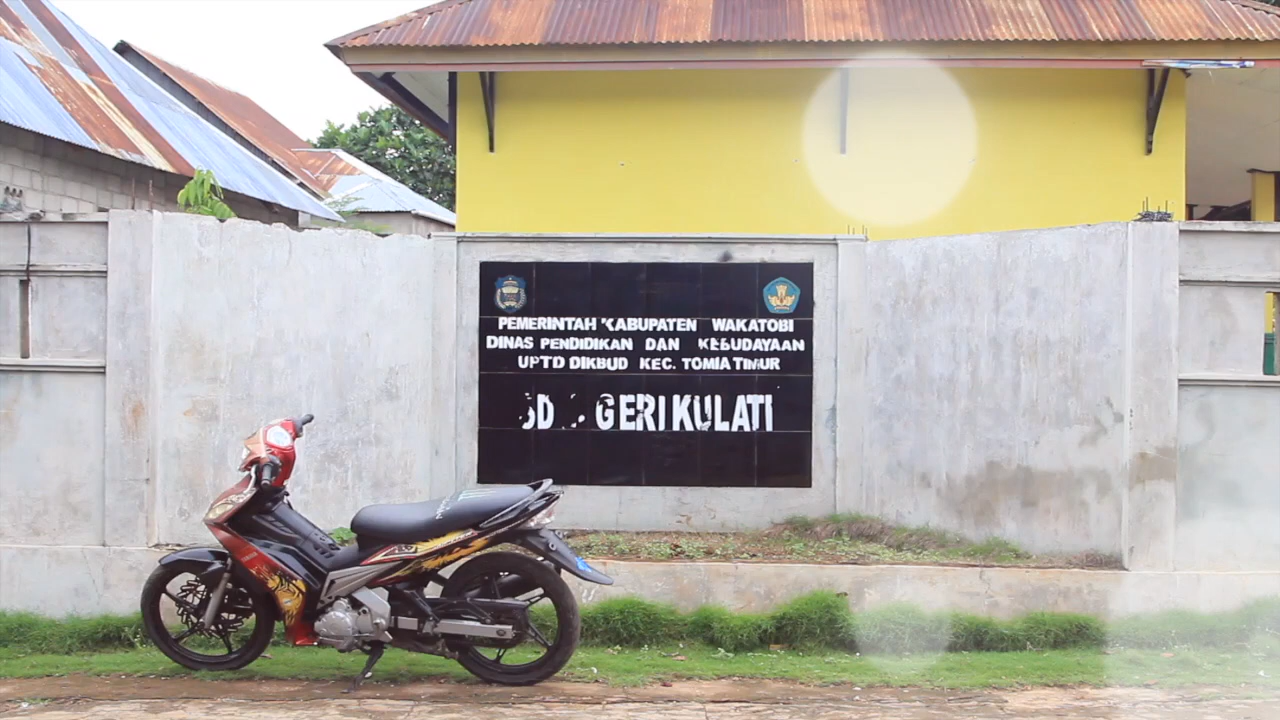 PEMERINTAH KABUPATEN WAKATOBI
DINAS PENDIDIKAN DAN KEBUDAYAAN
UPTD DIKBUD KEC. TOMIA TIMUR
SD GERI KULATI